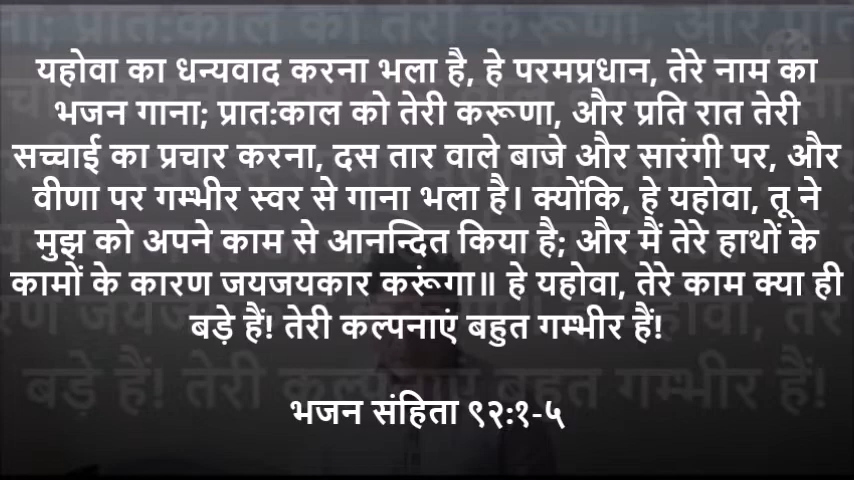 यहोवा का धन्यवाद करना भला है, हे परमप्रधान, तेरे नाम का
भजन गाना; प्रात:काल को तेरी करूणा, और प्रति रात तेरी
सच्चाई का प्रचार करना, दस तार वाले बाजे और सारंगी पर, और
वीणा पर गम्भीर स्वर से गाना भला है। क्योंकि, हे यहोवा, तू ने
मुझ को अपने काम से आनन्दित किया है; और मैं तेरे हाथों के
कामों के कारण जयजयकार करूंगा॥ हे यहोवा, तेरे काम क्या ही
बड़े हैं! तेरी कल्पनाएं बहुत गम्भीर हैं!
भजन संहिता ९२:१-५